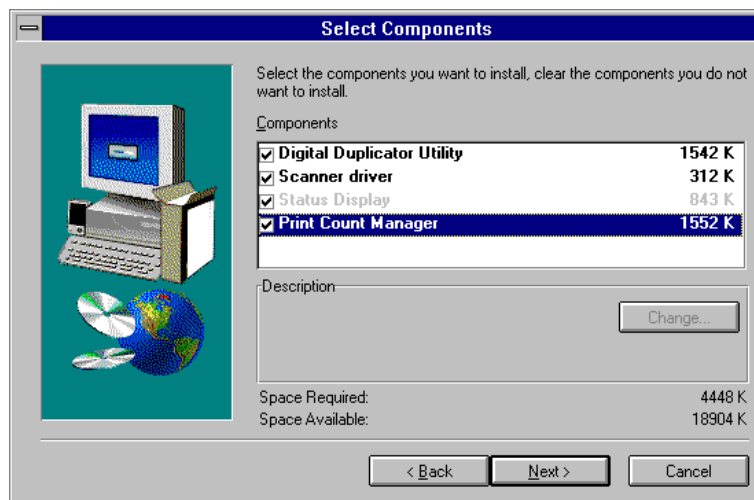 Select Components
Select the components you want to install, clear the components you do not
want to install.
Components
Digital Duplicator Utility 1542 K
Scanner driver 312 K
Status Display 843 K
Print Count Manager 1552 K
Description
Change...
Space Required: 4448 K
Space Available: 18904 K
< Back Next > Cancel